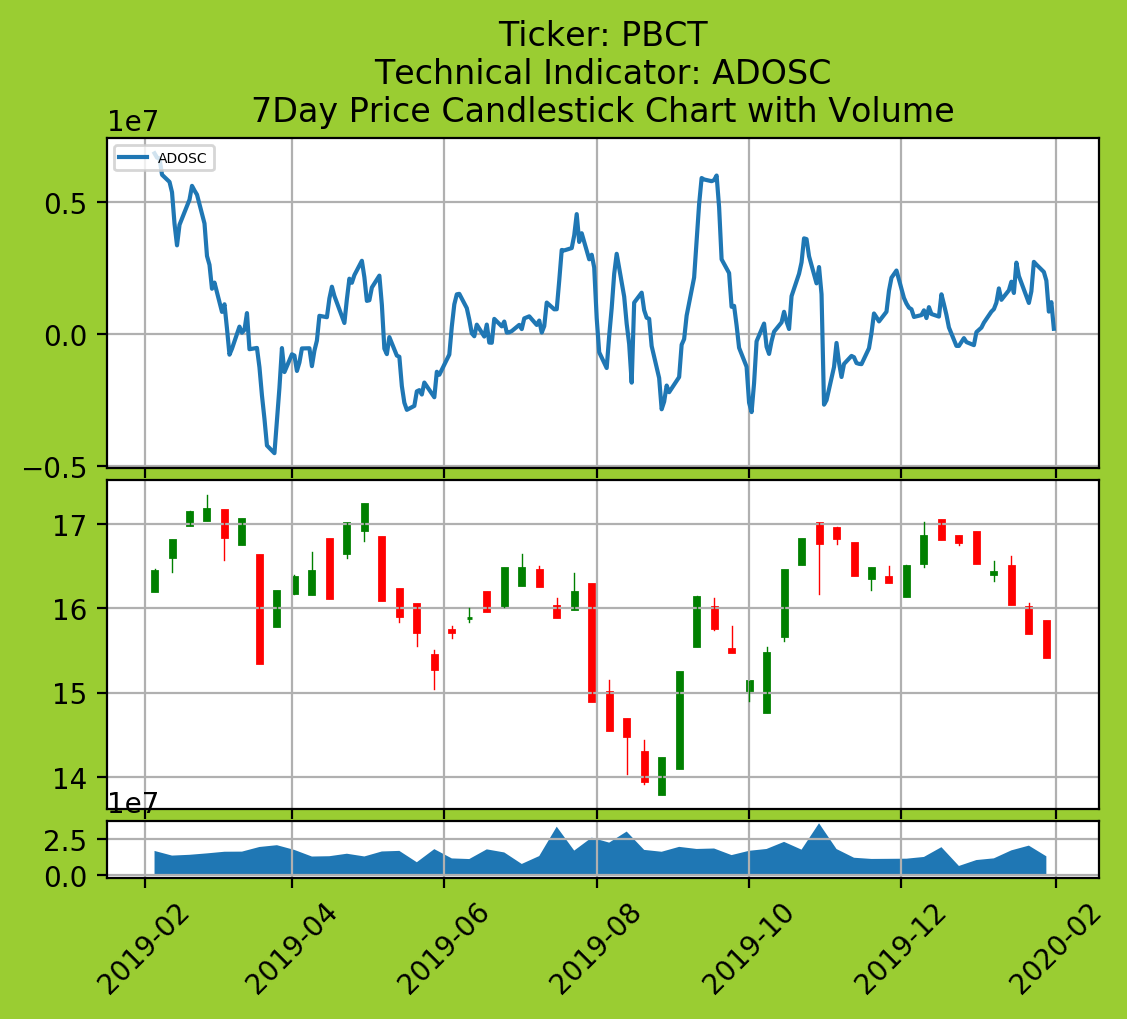 Ticker: PBCT
Technical Indicator: ADOSC
7Day Price Candlestick Chart with Volume
1e7
ADOSC
0.5
0.0
−0.5
17
16
15
14
1e7
2.5
0.0
2019-02
2019-04
2019-06
2019-08
2019-10
2019-12
2020-02